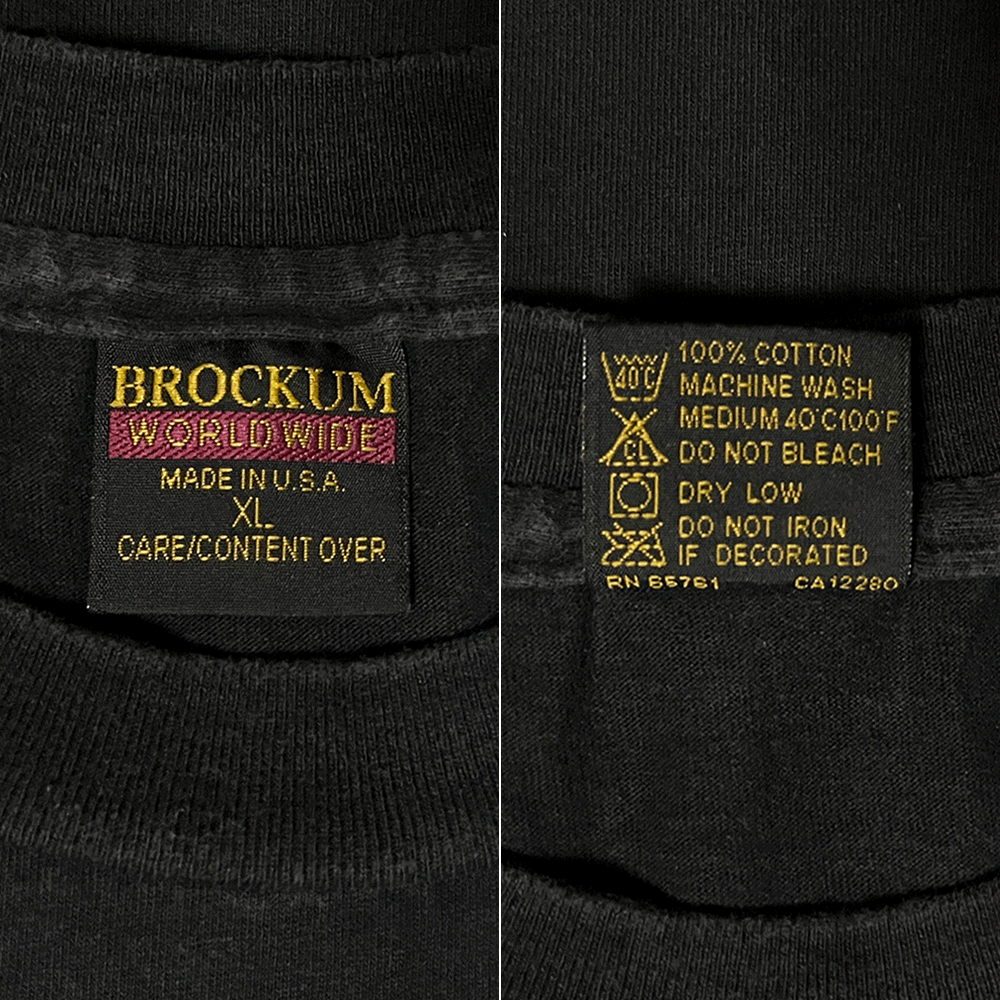 BROCKUM
WORLDWIDE
MADE IN U.S.A.
XL
CARE/CONTENT OVER
40°C
100% COTTON
MACHINE WASH
MEDIUM 40°C100°F
CL
DO NOT BLEACH
DRY LOW
DO NOT IRON
IF DECORATED
RN 65761 CA12280